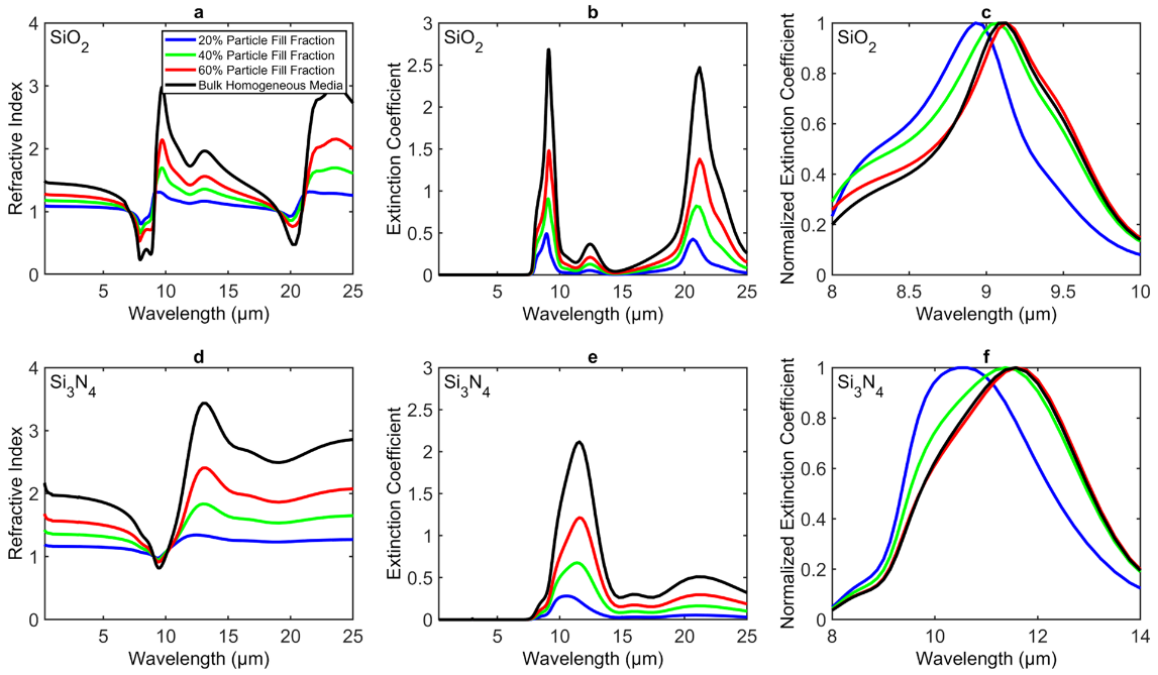 a
4
3
2
1
0
Refractive Index
SiO2
20% Particle Fill Fraction
40% Particle Fill Fraction
60% Particle Fill Fraction
Bulk Homogeneous Media
5 10 15 20 25
Wavelength (µm)
b
3
2.5
2
1.5
1
0.5
0
Extinction Coefficient
SiO2
5 10 15 20 25
Wavelength (µm)
c
1
0.8
0.6
0.4
0.2
0
Normalized Extinction Coefficient
SiO2
8 8.5 9 9.5 10
Wavelength (µm)
d
4
3
2
1
0
Refractive Index
Si3N4
5 10 15 20 25
Wavelength (µm)
e
3
2.5
2
1.5
1
0.5
0
Extinction Coefficient
Si3N4
5 10 15 20 25
Wavelength (µm)
f
1
0.8
0.6
0.4
0.2
0
Normalized Extinction Coefficient
Si3N4
8 10 12 14
Wavelength (µm)